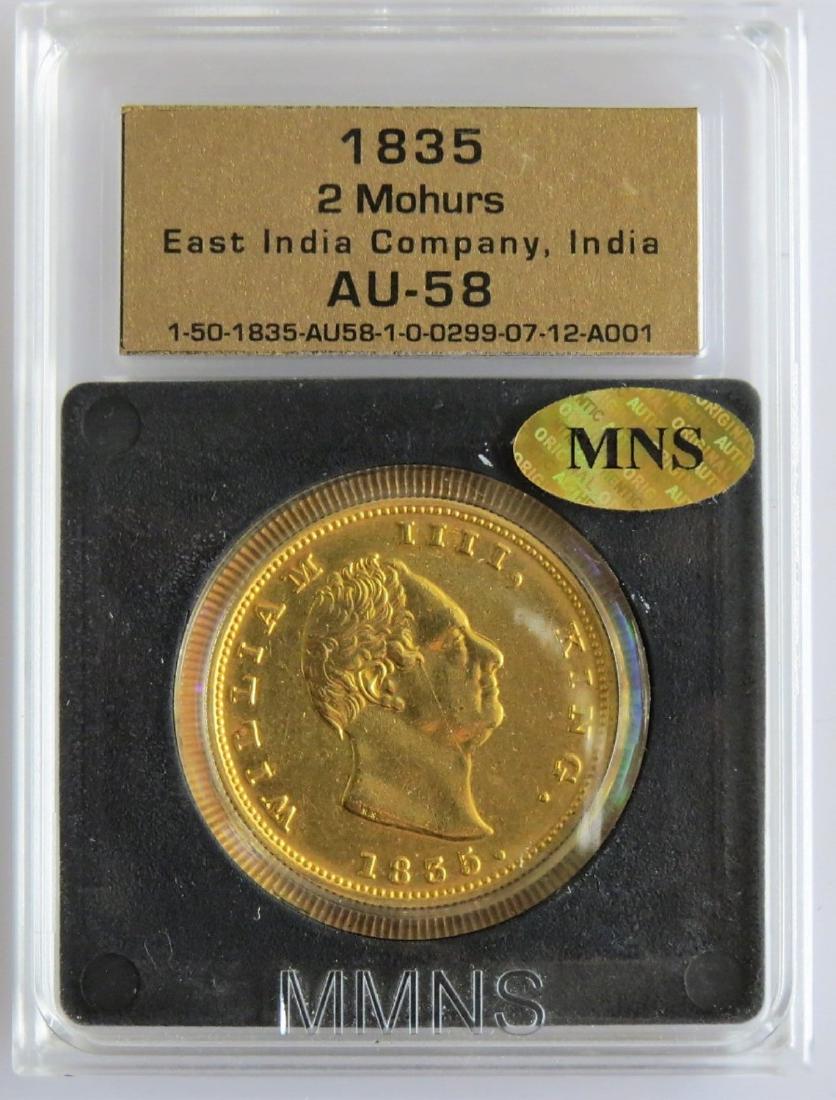 1835
2 Mohurs
East India Company, India
AU-58
1-50-1835-AU58-1-0-0299-07-12-A001
MNS
WILLIAM IIII, KING.
1835.
MMNS